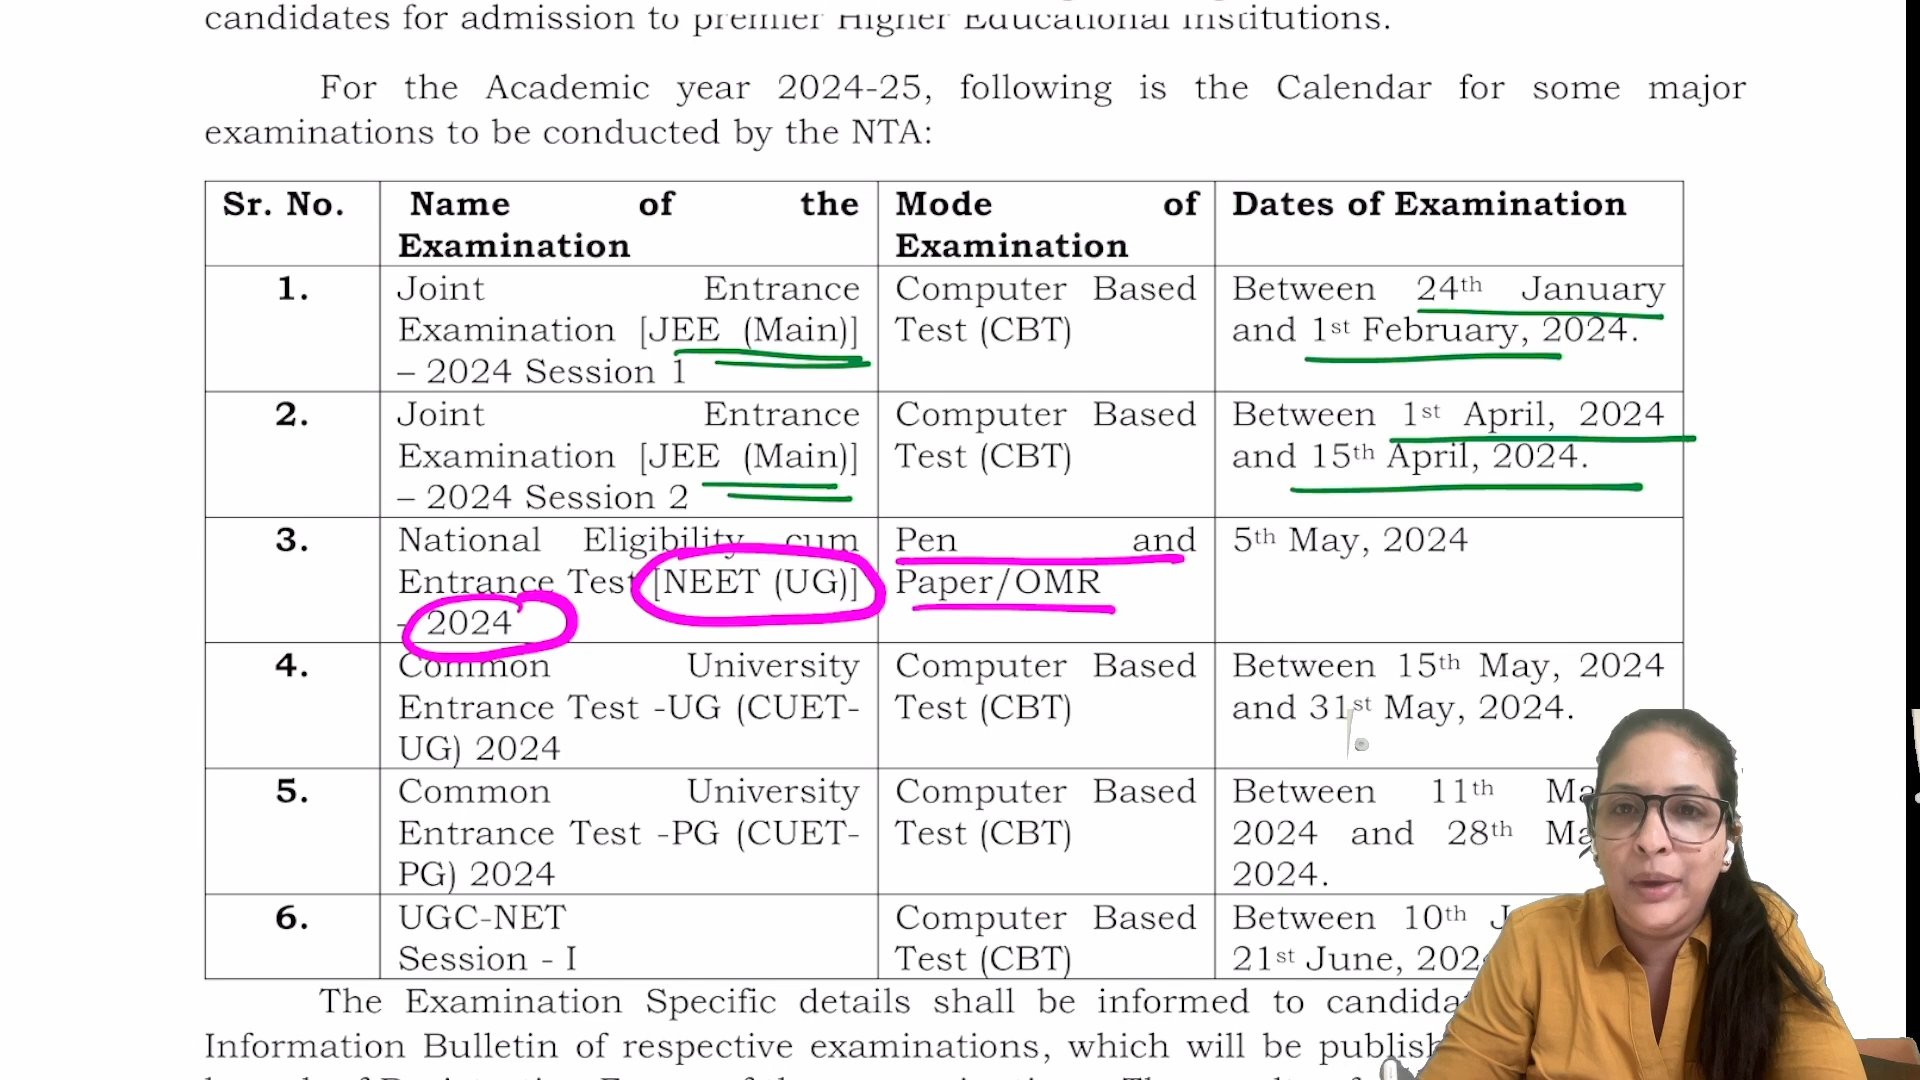 candidates for admission to premier Higher Educational Institutions.
For the Academic year 2024-25, following is the Calendar for some major
examinations to be conducted by the NTA:
Sr. No. Name of the Mode of Dates of Examination
Examination Examination
1. Joint Entrance Computer Based Between 24th January
Examination [JEE (Main)] Test (CBT) and 1st February, 2024.
– 2024 Session 1
2. Joint Entrance Computer Based Between 1st April, 2024
Examination [JEE (Main)] Test (CBT) and 15th April, 2024.
– 2024 Session 2
3. National Eligibility cum Pen and 5th May, 2024
Entrance Test [NEET (UG)] Paper/OMR
- 2024
4. Common University Computer Based Between 15th May, 2024
Entrance Test -UG (CUET- Test (CBT) and 31st May, 2024.
UG) 2024
5. Common University Computer Based Between 11th
Entrance Test -PG (CUET- Test (CBT) 2024 and 28th
PG) 2024 2024.
6. UGC-NET Computer Based Between 10th
Session - I Test (CBT) 21st June,
The Examination Specific details shall be informed to
Information Bulletin of respective examinations, which will be